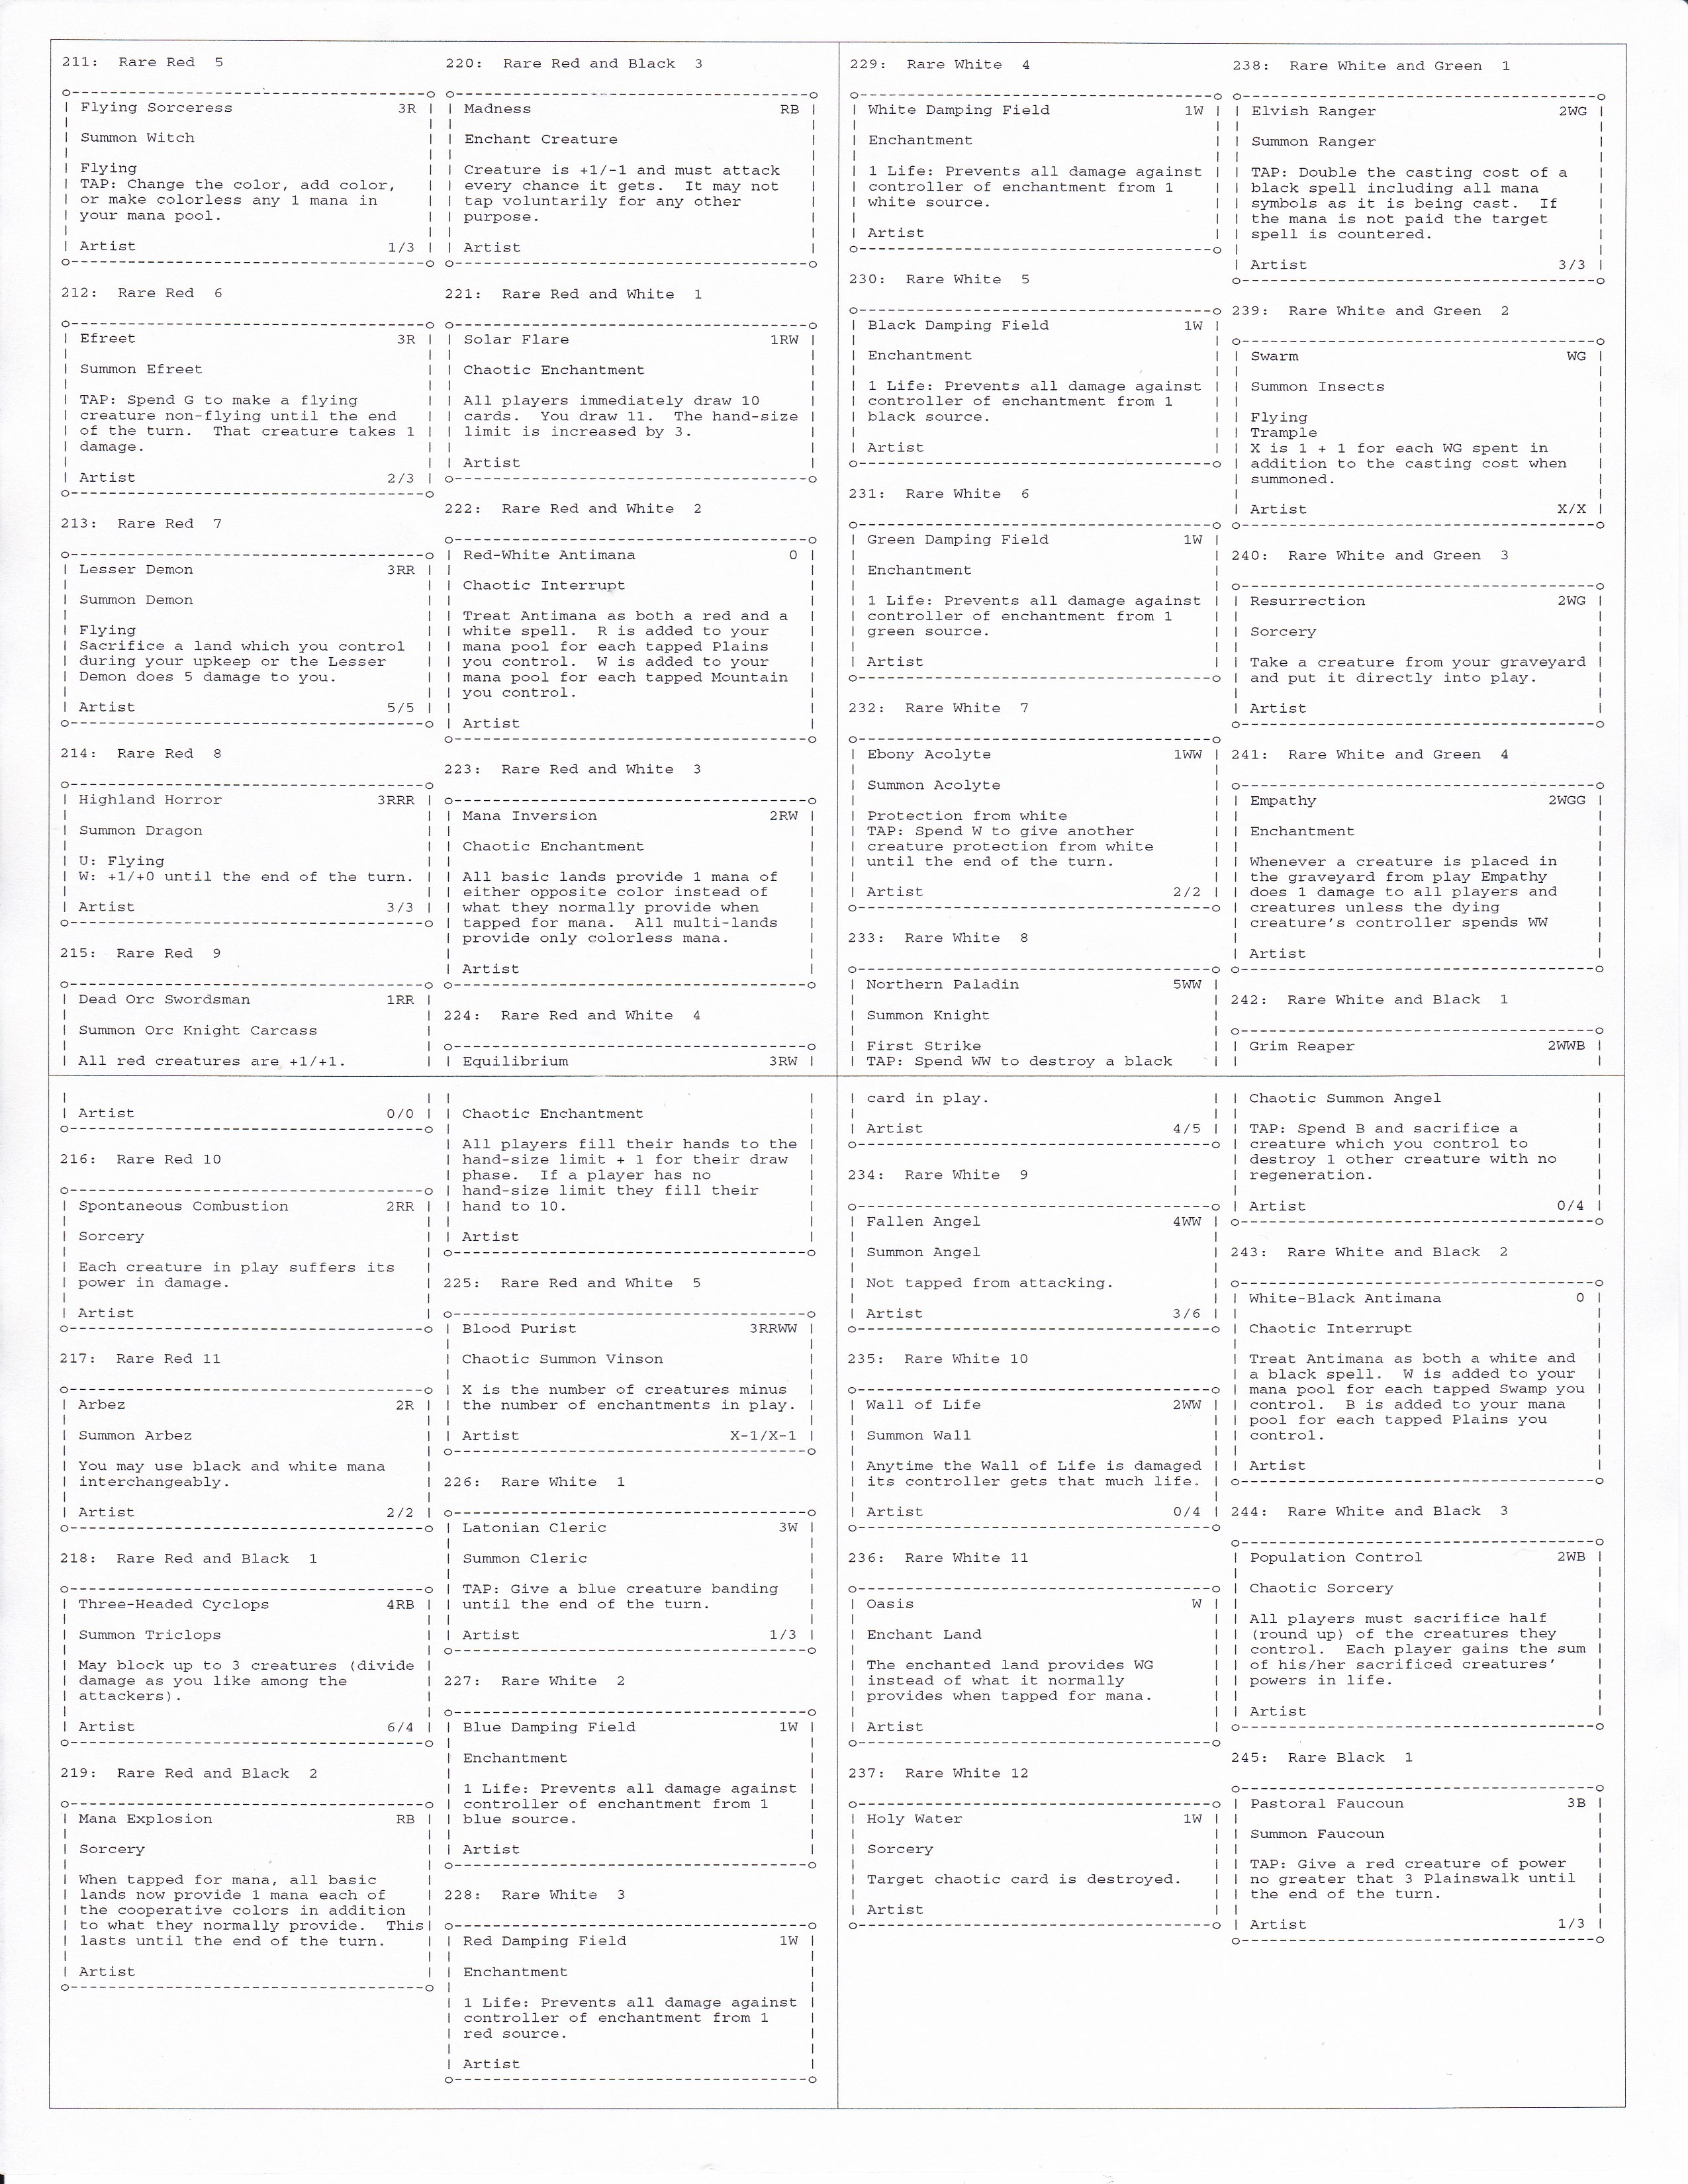 211:  Rare Red  5
Flying Sorceress 3R
Summon Witch
Flying
TAP: Change the color, add color,
or make colorless any 1 mana in
your mana pool.
Artist 1/3
212:  Rare Red  6
Efreet 3R
Summon Efreet
TAP: Spend G to make a flying
creature non-flying until the end
of the turn.  That creature takes 1
damage.
Artist 2/3
213:  Rare Red  7
Lesser Demon 3RR
Summon Demon
Flying
Sacrifice a land which you control
during your upkeep or the Lesser
Demon does 5 damage to you.
Artist 5/5
214:  Rare Red  8
Highland Horror 3RRR
Summon Dragon
U: Flying
W: +1/+0 until the end of the turn.
Artist 3/3
215:  Rare Red  9
Dead Orc Swordsman 1RR
Summon Orc Knight Carcass
All red creatures are +1/+1.
Artist 0/0
216:  Rare Red 10
Spontaneous Combustion 2RR
Sorcery
Each creature in play suffers its
power in damage.
Artist
217:  Rare Red 11
Arbez 2R
Summon Arbez
You may use black and white mana
interchangeably.
Artist 2/2
218:  Rare Red and Black  1
Three-Headed Cyclops 4RB
Summon Triclops
May block up to 3 creatures (divide
damage as you like among the
attackers).
Artist 6/4
219:  Rare Red and Black  2
Mana Explosion RB
Sorcery
When tapped for mana, all basic
lands now provide 1 mana each of
the cooperative colors in addition
to what they normally provide.  This
lasts until the end of the turn.
Artist
220:  Rare Red and Black  3
Madness RB
Enchant Creature
Creature is +1/-1 and must attack
every chance it gets.  It may not
tap voluntarily for any other
purpose.
Artist
221:  Rare Red and White  1
Solar Flare 1RW
Chaotic Enchantment
All players immediately draw 10
cards.  You draw 11.  The hand-size
limit is increased by 3.
Artist
222:  Rare Red and White  2
Red-White Antimana 0
Chaotic Interrupt
Treat Antimana as both a red and a
white spell.  R is added to your
mana pool for each tapped Plains
you control.  W is added to your
mana pool for each tapped Mountain
you control.
Artist
223:  Rare Red and White  3
Mana Inversion 2RW
Chaotic Enchantment
All basic lands provide 1 mana of
either opposite color instead of
what they normally provide when
tapped for mana.  All multi-lands
provide only colorless mana.
Artist
224:  Rare Red and White  4
Equilibrium 3RW
Chaotic Enchantment
All players fill their hands to the
hand-size limit + 1 for their draw
phase.  If a player has no
hand-size limit they fill their
hand to 10.
Artist
225:  Rare Red and White  5
Blood Purist 3RRWW
Chaotic Summon Vinson
X is the number of creatures minus
the number of enchantments in play.
Artist X-1/X-1
226:  Rare White  1
Latonian Cleric 3W
Summon Cleric
TAP: Give a blue creature banding
until the end of the turn.
Artist 1/3
227:  Rare White  2
Blue Damping Field 1W
Enchantment
1 Life: Prevents all damage against
controller of enchantment from 1
blue source.
Artist
228:  Rare White  3
Red Damping Field 1W
Enchantment
1 Life: Prevents all damage against
controller of enchantment from 1
red source.
Artist
229:  Rare White  4
White Damping Field 1W
Enchantment
1 Life: Prevents all damage against
controller of enchantment from 1
white source.
Artist
230:  Rare White  5
Black Damping Field 1W
Enchantment
1 Life: Prevents all damage against
controller of enchantment from 1
black source.
Artist
231:  Rare White  6
Green Damping Field 1W
Enchantment
1 Life: Prevents all damage against
controller of enchantment from 1
green source.
Artist
232:  Rare White  7
Ebony Acolyte 1WW
Summon Acolyte
Protection from white
TAP: Spend W to give another
creature protection from white
until the end of the turn.
Artist 2/2
233:  Rare White  8
Northern Paladin 5WW
Summon Knight
First Strike
TAP: Spend WW to destroy a black
card in play.
Artist 4/5
234:  Rare White  9
Fallen Angel 4WW
Summon Angel
Not tapped from attacking.
Artist 3/6
235:  Rare White 10
Wall of Life 2WW
Summon Wall
Anytime the Wall of Life is damaged
its controller gets that much life.
Artist 0/4
236:  Rare White 11
Oasis W
Enchant Land
The enchanted land provides WG
instead of what it normally
provides when tapped for mana.
Artist
237:  Rare White 12
Holy Water 1W
Sorcery
Target chaotic card is destroyed.
Artist
238:  Rare White and Green  1
Elvish Ranger 2WG
Summon Ranger
TAP: Double the casting cost of a
black spell including all mana
symbols as it is being cast.  If
the mana is not paid the target
spell is countered.
Artist 3/3
239:  Rare White and Green  2
Swarm WG
Summon Insects
Flying
Trample
X is 1 + 1 for each WG spent in
addition to the casting cost when
summoned.
Artist X/X
240:  Rare White and Green  3
Resurrection 2WG
Sorcery
Take a creature from your graveyard
and put it directly into play.
Artist
241:  Rare White and Green  4
Empathy 2WGG
Enchantment
Whenever a creature is placed in
the graveyard from play Empathy
does 1 damage to all players and
creatures unless the dying
creature's controller spends WW
Artist
242:  Rare White and Black  1
Grim Reaper 2WWB
Chaotic Summon Angel
TAP: Spend B and sacrifice a
creature which you control to
destroy 1 other creature with no
regeneration.
Artist 0/4
243:  Rare White and Black  2
White-Black Antimana 0
Chaotic Interrupt
Treat Antimana as both a white and
a black spell.  W is added to your
mana pool for each tapped Swamp you
control.  B is added to your mana
pool for each tapped Plains you
control.
Artist
244:  Rare White and Black  3
Population Control 2WB
Chaotic Sorcery
All players must sacrifice half
(round up) of the creatures they
control.  Each player gains the sum
of his/her sacrificed creatures'
powers in life.
Artist
245:  Rare Black  1
Pastoral Faucoun 3B
Summon Faucoun
TAP: Give a red creature of power
no greater that 3 Plainswalk until
the end of the turn.
Artist 1/3